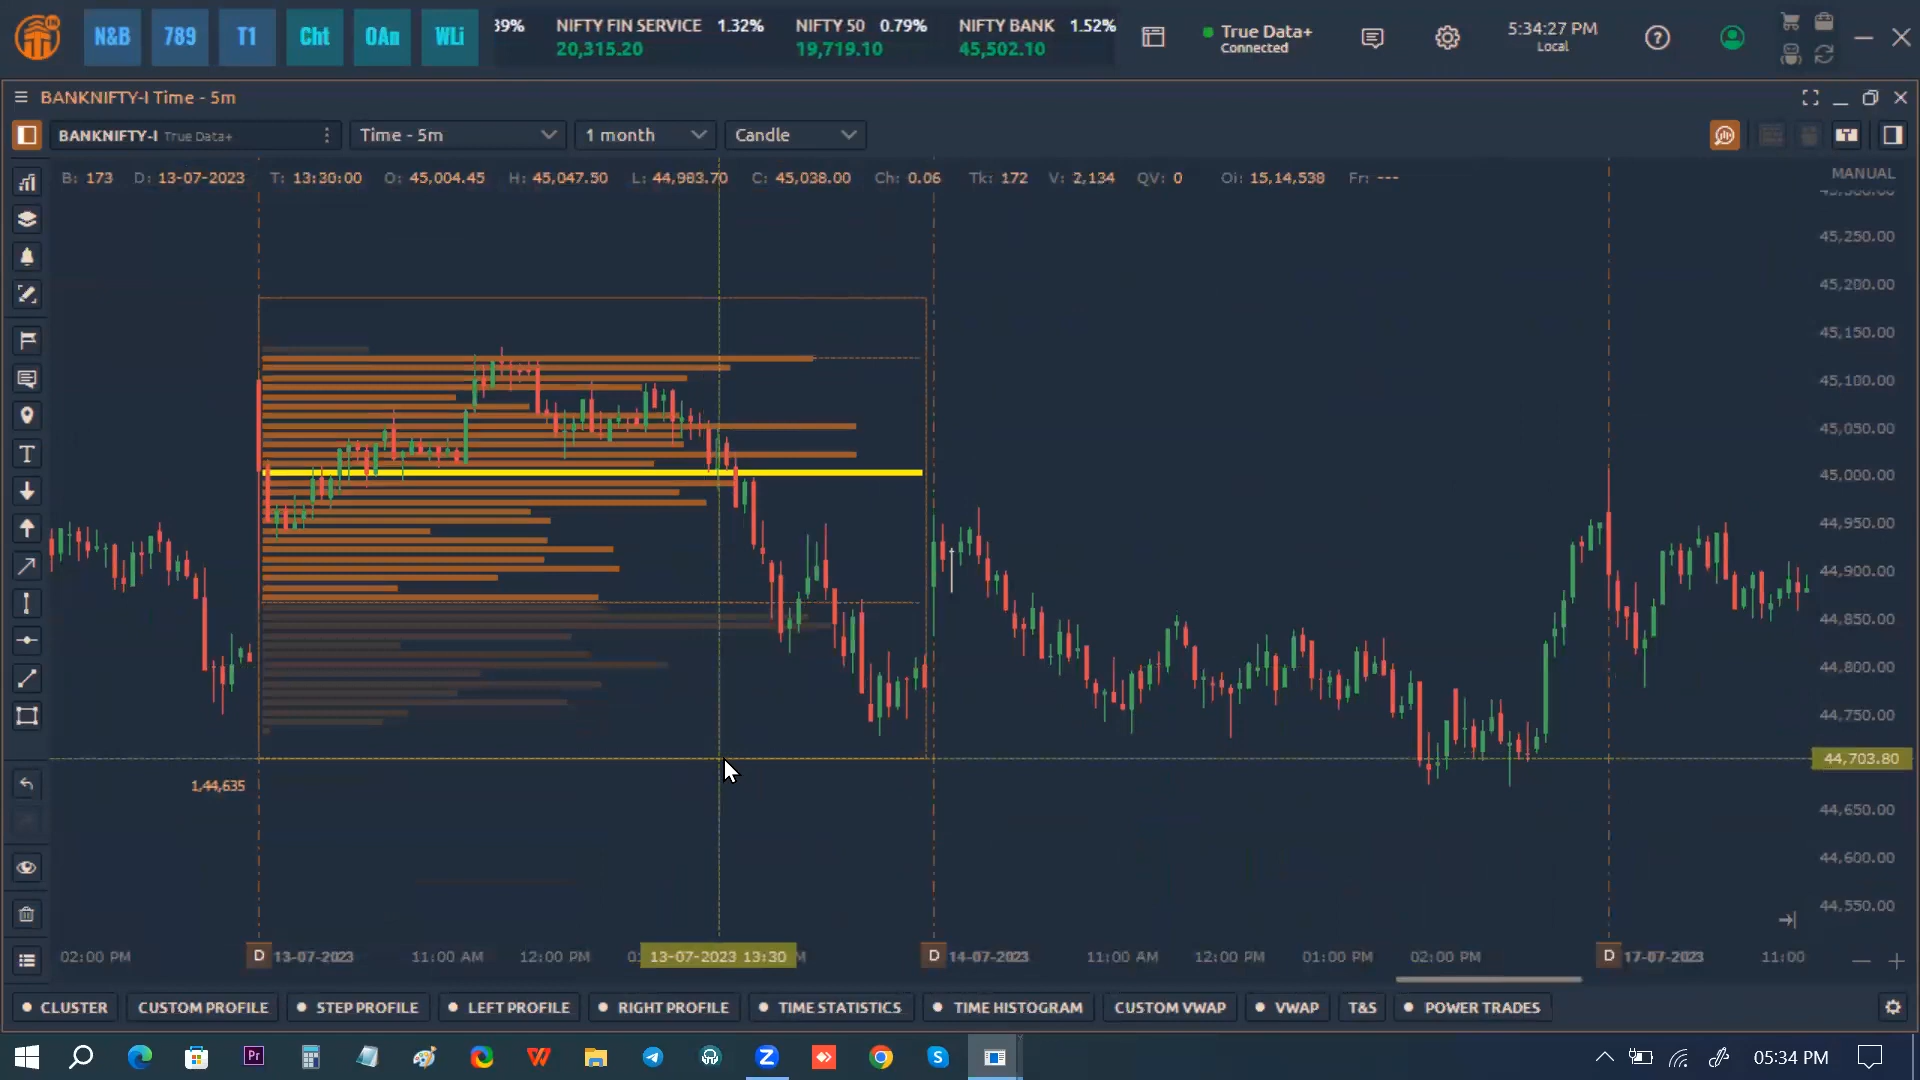 N&B 789 T1 Cht OAn WLi 39% NIFTY FIN SERVICE 1.32% NIFTY 50 0.79% NIFTY BANK 1.52% True Data+ 5:34:27 PM
20,315.20 19,719.10 45,502.10 Connected Local
BANKNIFTY-I Time - 5m
BANKNIFTY-I True Data+ Time - 5m 1 month Candle
B: 173 D: 13-07-2023 T: 13:30:00 O: 45,004.45 H: 45,047.50 L: 44,983.70 C: 45,038.00 Ch: 0.06 Tk: 172 V: 2,134 QV: 0 Oi: 15,14,538 Fr: --- MANUAL
45,250.00
45,200.00
45,150.00
45,100.00
45,050.00
45,000.00
44,950.00
44,900.00
44,850.00
44,800.00
44,750.00
44,703.80
1,44,635
44,650.00
44,600.00
44,550.00
02:00 PM D 13-07-2023 11:00 AM 12:00 PM 13-07-2023 13:30 D 14-07-2023 11:00 AM 12:00 PM 01:00 PM 02:00 PM D 17-07-2023 11:00
CLUSTER CUSTOM PROFILE STEP PROFILE LEFT PROFILE RIGHT PROFILE TIME STATISTICS TIME HISTOGRAM CUSTOM VWAP VWAP T&S POWER TRADES
05:34 PM